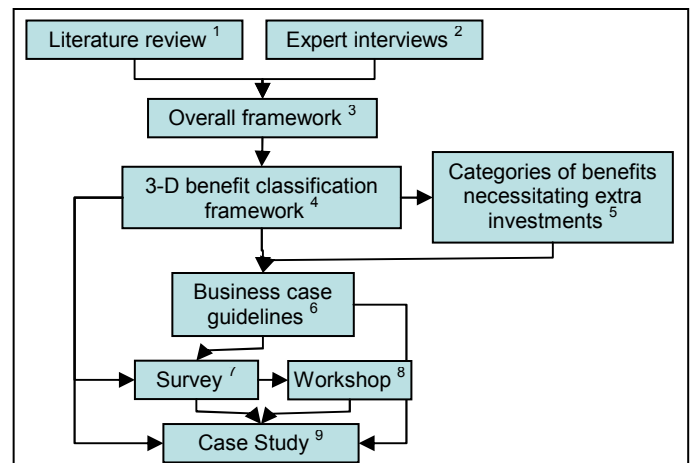 Literature review 1
Expert interviews 2
Overall framework 3
3-D benefit classification
framework 4
Categories of benefits
necessitating extra
investments 5
Business case
guidelines 6
Survey 7
Workshop 8
Case Study 9